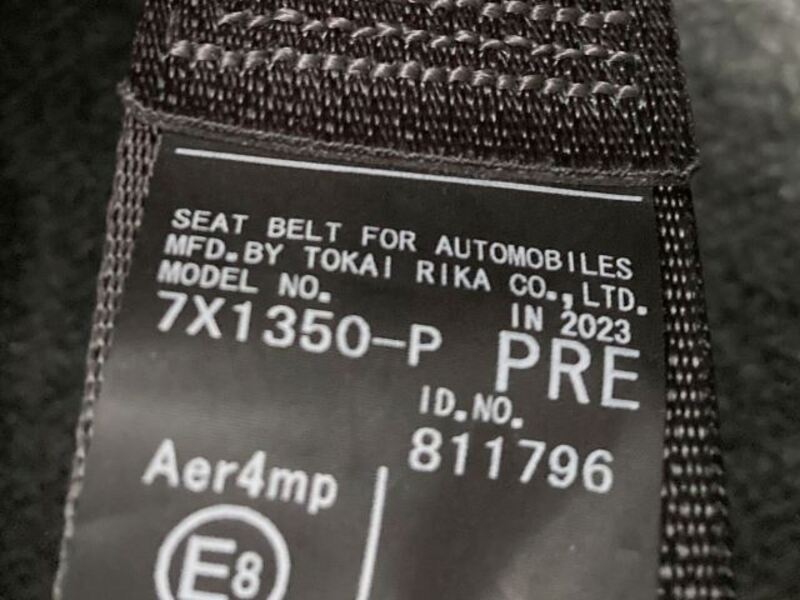 SEAT BELT FOR AUTOMOBILES
MFD.BY TOKAI RIKA CO.,LTD.
MODEL NO.
IN 2023
7X1350-P PRE
ID.NO.
811796
Aer4mp
E8